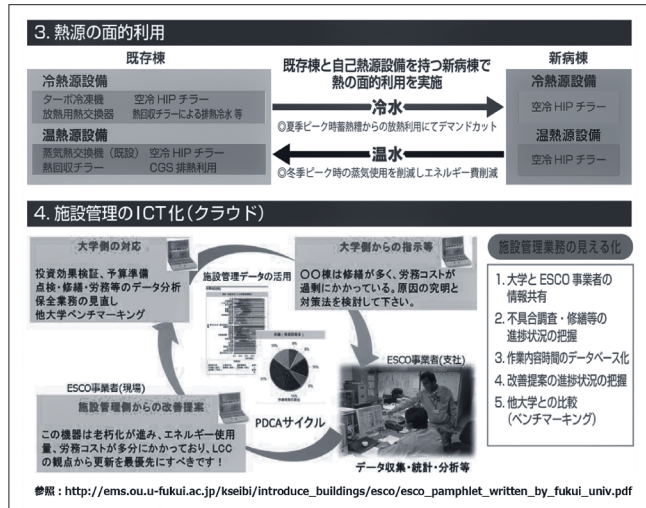 3. 熱源の面的利用
既存棟
冷熱源設備
ターボ冷凍機 空冷 HIP チラー
放熱用熱交換器 熱回収チラーによる排熱冷水 等
温熱源設備
蒸気熱交換機（既設） 空冷 HIP チラー
熱回収チラー CGS 排熱利用
既存棟と自己熱源設備を持つ新病棟で
熱の面的利用を実施
冷水
◎夏季ピーク時蓄熱槽からの放熱利用にてデマンドカット
温水
◎冬季ピーク時の蒸気使用を削減しエネルギー費削減
新病棟
冷熱源設備
空冷 HIP チラー
温熱源設備
空冷 HIP チラー
4. 施設管理のICT化（クラウド）
大学側の対応
投資効果検証、予算準備
点検・修繕・労務等のデータ分析
保全業務の見直し
他大学ベンチマーキング
施設管理データの活用
大学側からの指示等
〇〇棟は修繕が多く、労務コストが
過剰にかかっている。原因の究明と
対策法を検討して下さい。
ESCO事業者(支社)
データ収集・統計・分析等
PDCAサイクル
ESCO事業者(現場)
施設管理側からの改善提案
この機器は老朽化が進み、エネルギー使用
量、労務コストが多分にかかっており、LCC
の観点から更新を最優先にすべきです！
施設管理業務の見える化
1. 大学と ESCO 事業者の
情報共有
2. 不具合調査・修繕等の
進捗状況の把握
3. 作業内容時間のデータベース化
4. 改善提案の進捗状況の把握
5. 他大学との比較
（ベンチマーキング）
参照：http://ems.ou.u-fukui.ac.jp/kseibi/introduce_buildings/esco/esco_pamphlet_written_by_fukui_univ.pdf